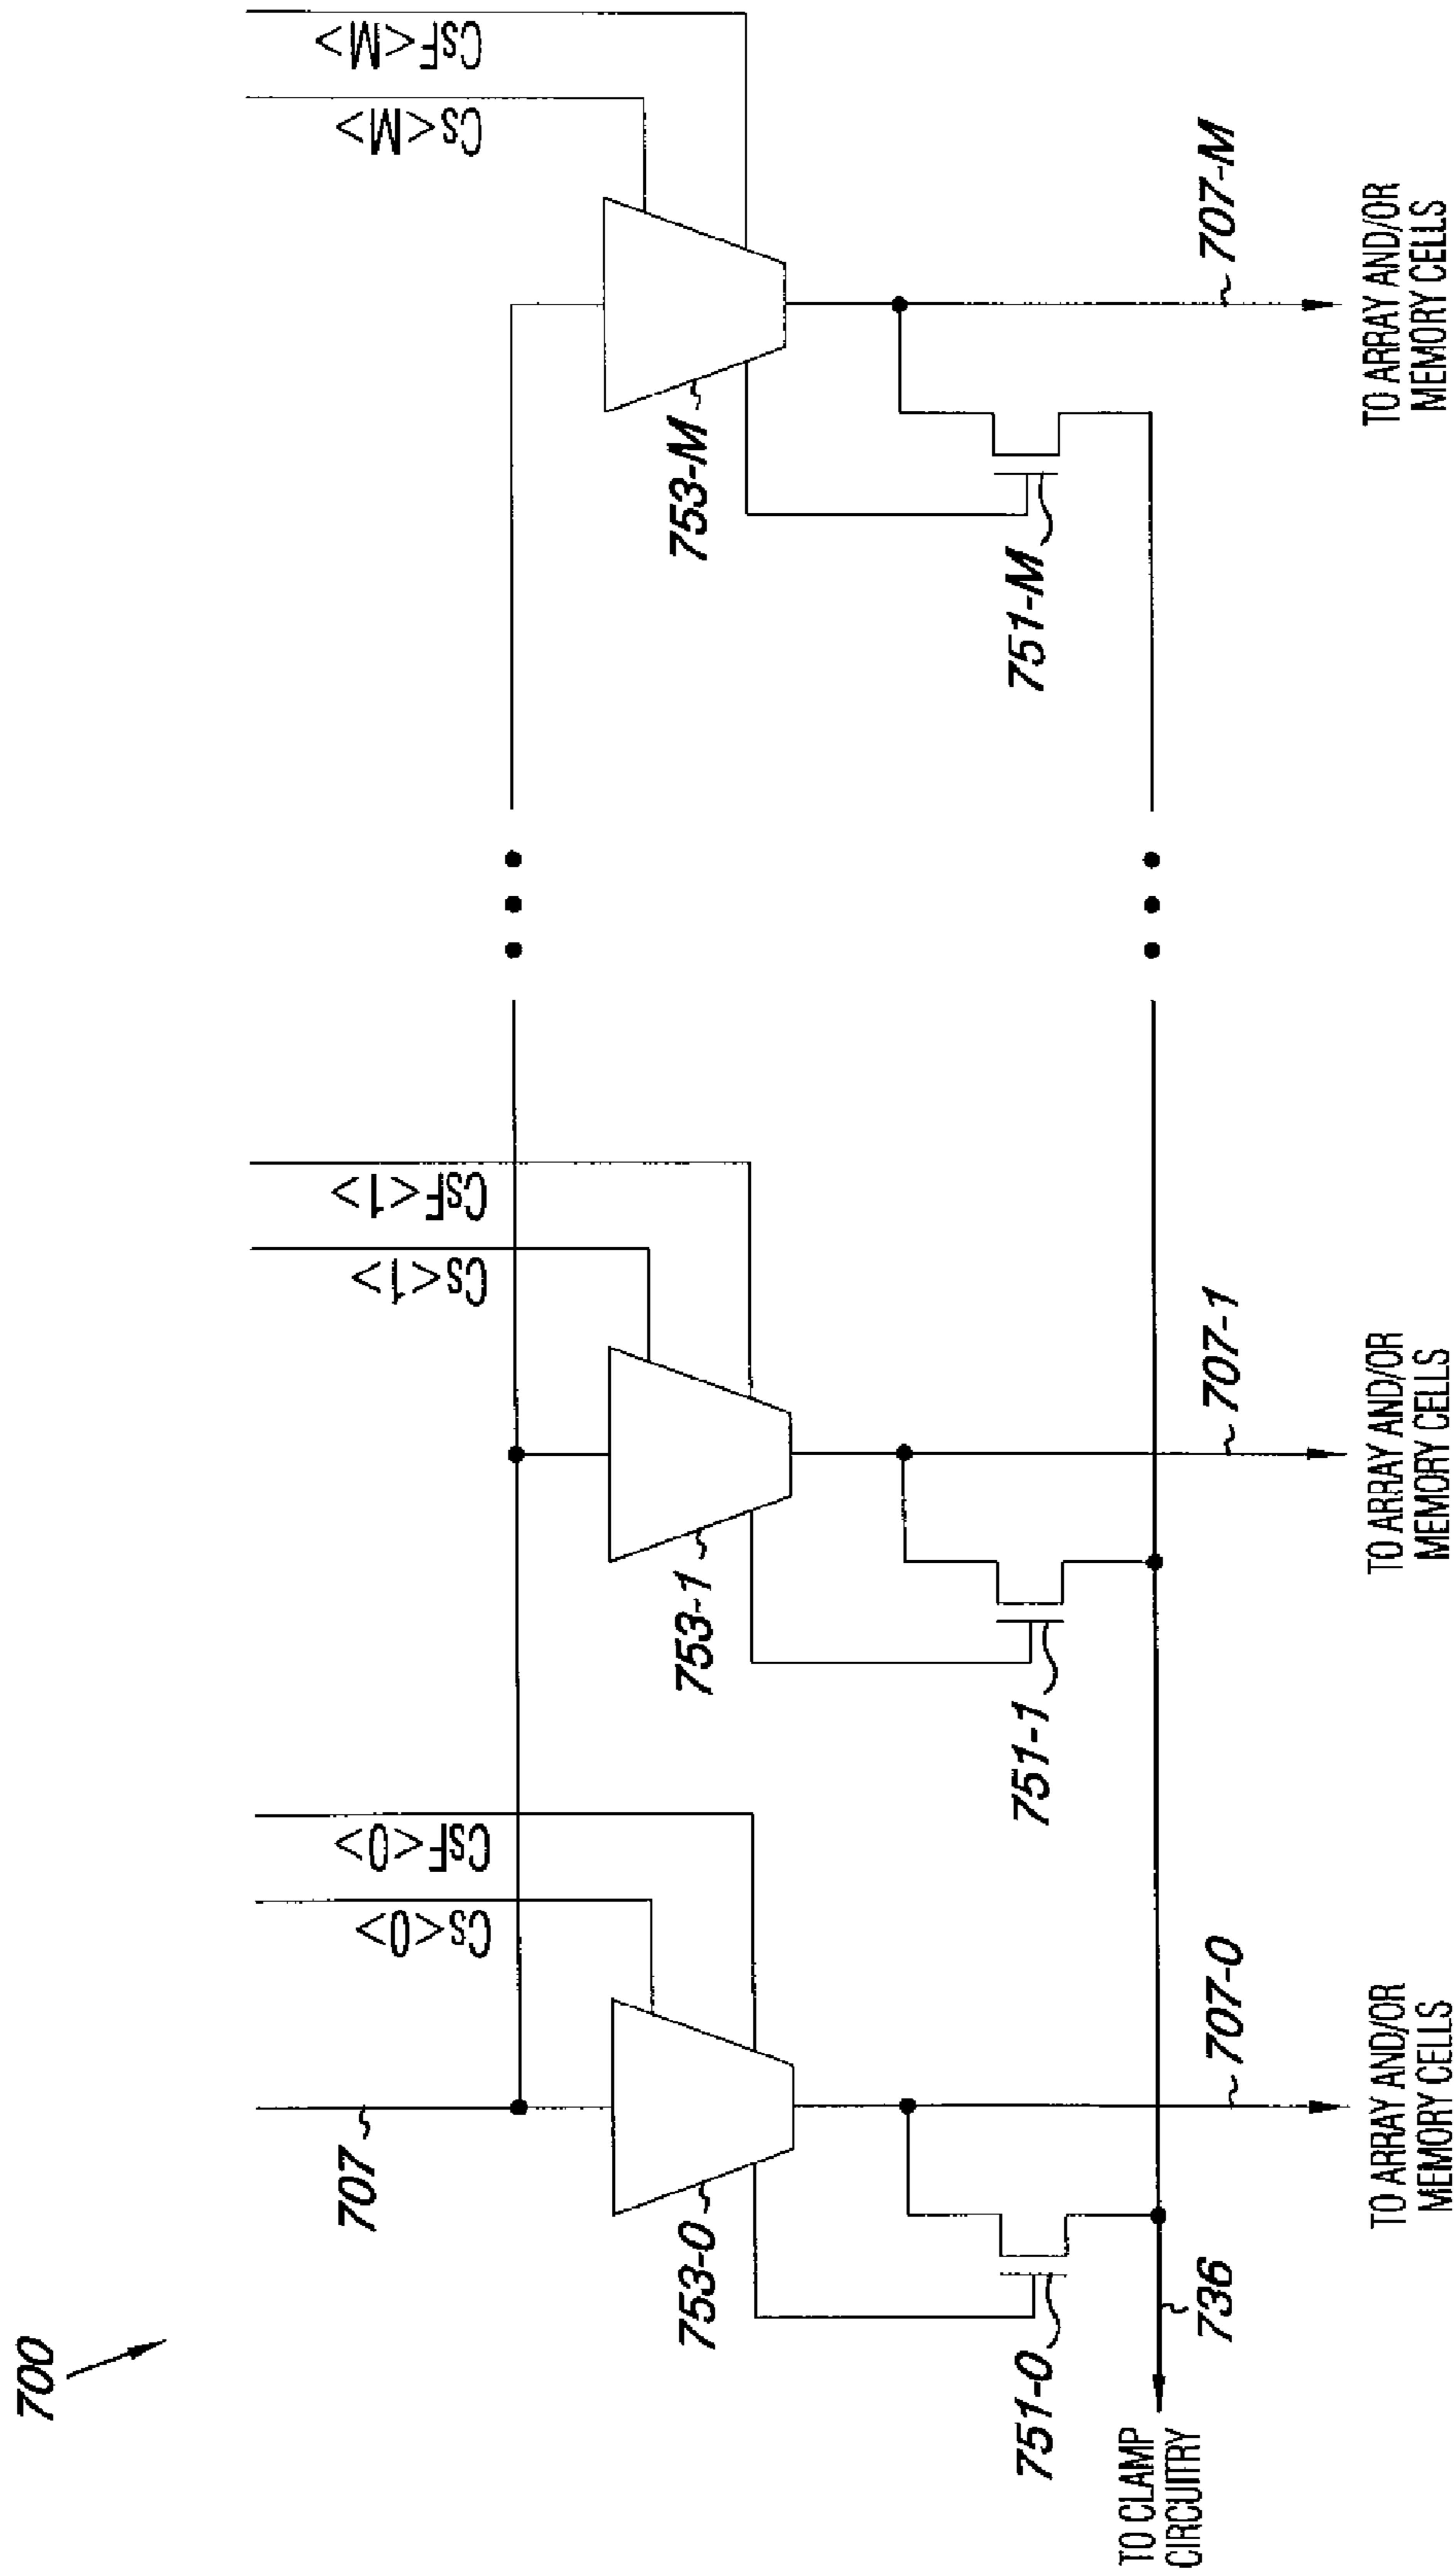 700
707
Cs<0>
CsF<0>
Cs<1>
CsF<1>
Cs<M>
CsF<M>
753-0
753-1
753-M
751-0
751-1
751-M
TO CLAMP
CIRCUITRY
736
707-0
707-1
707-M
TO ARRAY AND/OR
MEMORY CELLS
TO ARRAY AND/OR
MEMORY CELLS
TO ARRAY AND/OR
MEMORY CELLS